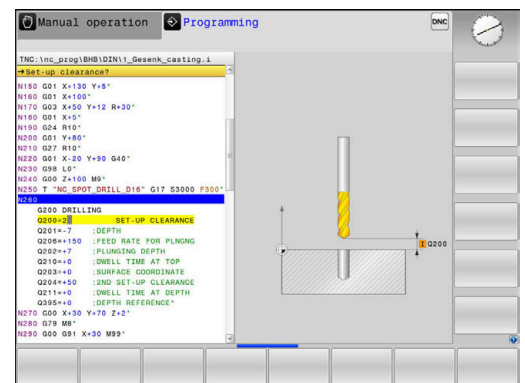 Manual operation
Programming
DNC
TNC:\nc_prog\BHB\DIN\1_Gesenk_casting.i
→Set-up clearance?
N150 G01 X+130 Y+5*
N160 G01 X+100*
N170 G03 X+50 Y+12 R+30*
N180 G01 X+5*
N190 G24 R10*
N200 G01 Y+80*
N210 G27 R10*
N220 G01 X-20 Y+90 G40*
N230 G98 L0*
N240 G00 Z+100 M9*
N250 T "NC_SPOT_DRILL_D16" G17 S3000 F300*
N260
G200 DRILLING
Q200=2 SET-UP CLEARANCE
Q201=-7 ;DEPTH
Q206=+150 ;FEED RATE FOR PLNGNG
Q202=+7 ;PLUNGING DEPTH
Q210=+0 ;DWELL TIME AT TOP
Q203=+0 ;SURFACE COORDINATE
Q204=+50 ;2ND SET-UP CLEARANCE
Q211=+0 ;DWELL TIME AT DEPTH
Q395=+0 ;DEPTH REFERENCE*
N270 G00 X+30 Y+70 Z+2*
N280 G79 M8*
N290 G00 G91 X+30 M99*
I Q200